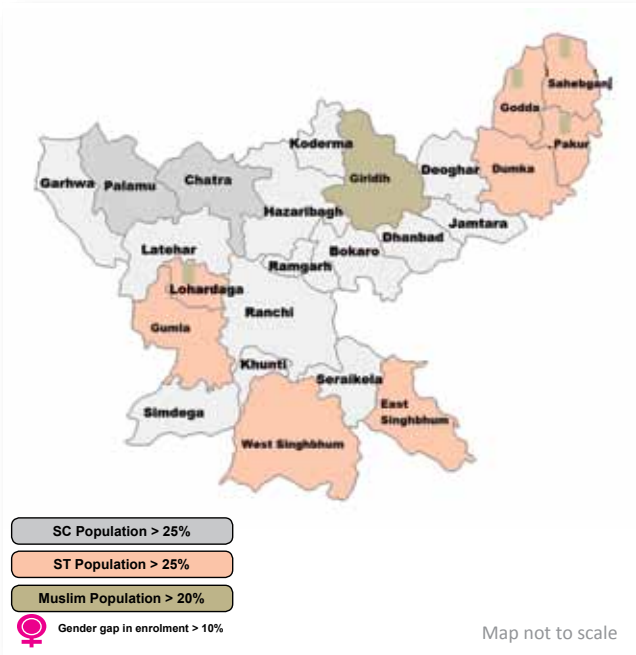 Sahebganj
Godda
Koderma
Pakur
Garhwa
Palamu
Chatra
Giridih
Deoghar
Dumka
Hazaribagh
Jamtara
Dhanbad
Latehar
Bokaro
Ramgarh
Lohardaga
Ranchi
Gumla
Khunti
Seraikela
Simdega
East
Singhbhum
West Singhbhum
SC Population > 25%
ST Population > 25%
Muslim Population > 20%
Gender gap in enrolment > 10%
Map not to scale